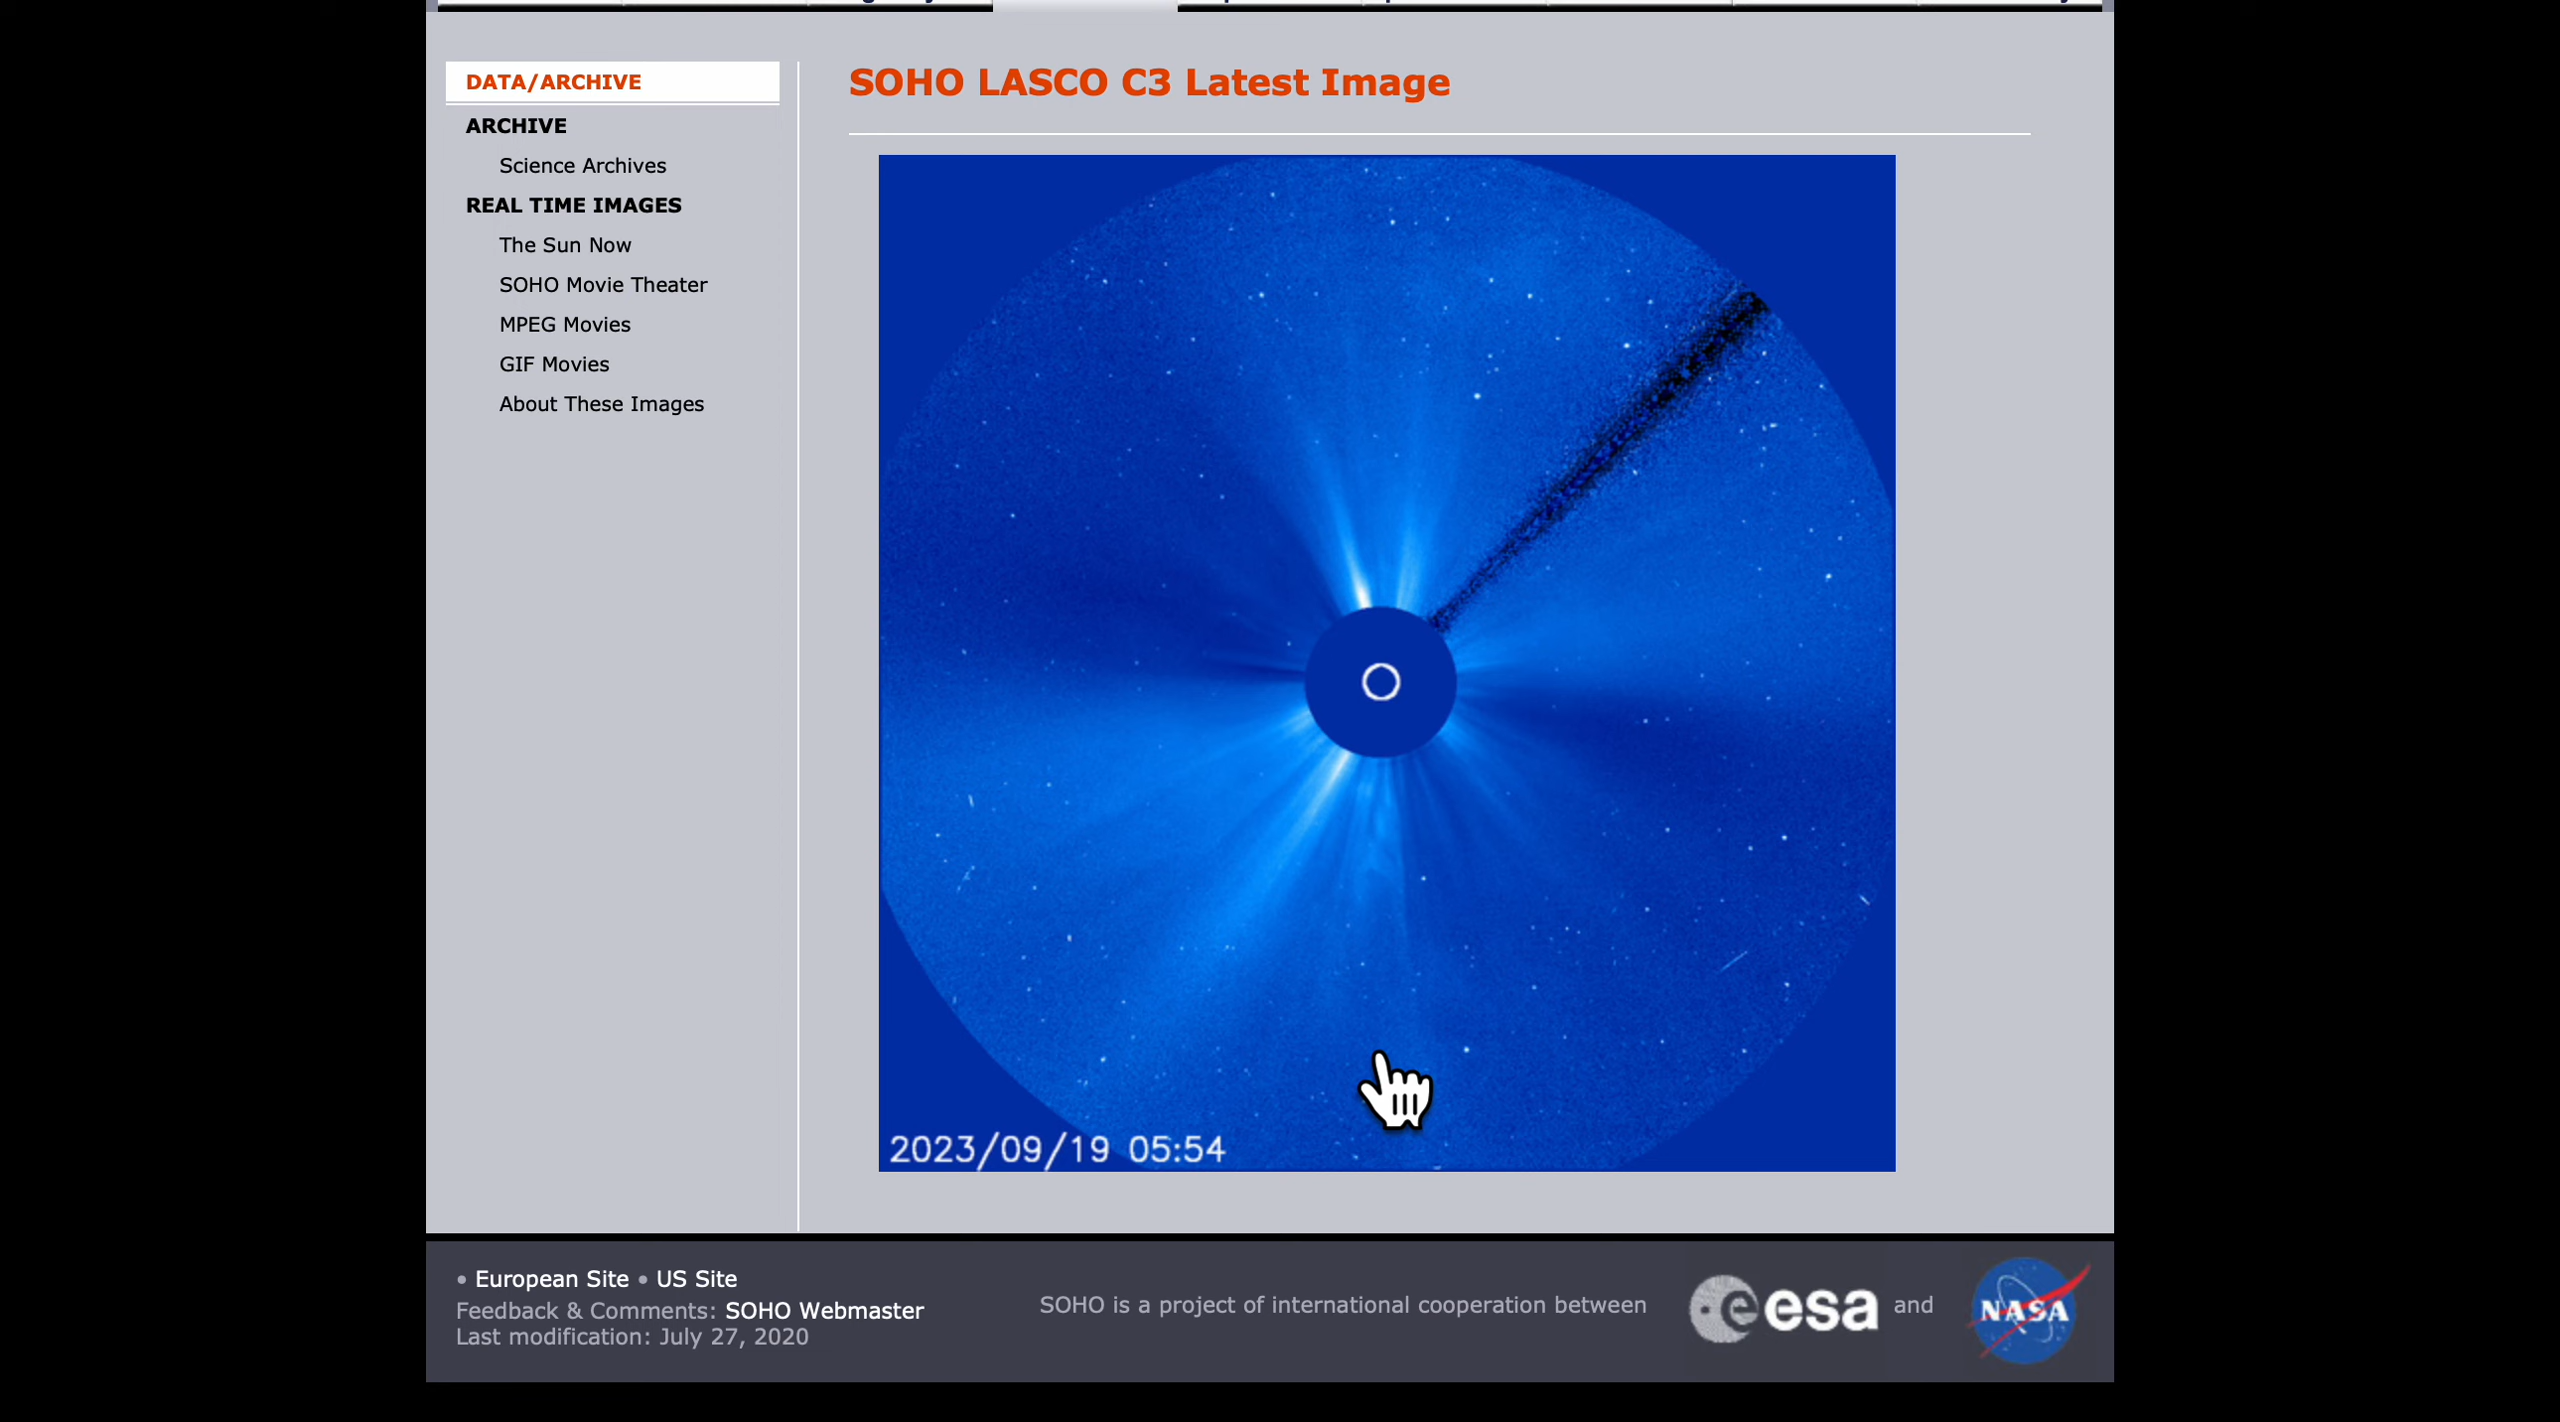 DATA/ARCHIVE
ARCHIVE
Science Archives
REAL TIME IMAGES
The Sun Now
SOHO Movie Theater
MPEG Movies
GIF Movies
About These Images
SOHO LASCO C3 Latest Image
2023/09/19 05:54
• European Site • US Site
Feedback & Comments: SOHO Webmaster
Last modification: July 27, 2020
SOHO is a project of international cooperation between esa and NASA